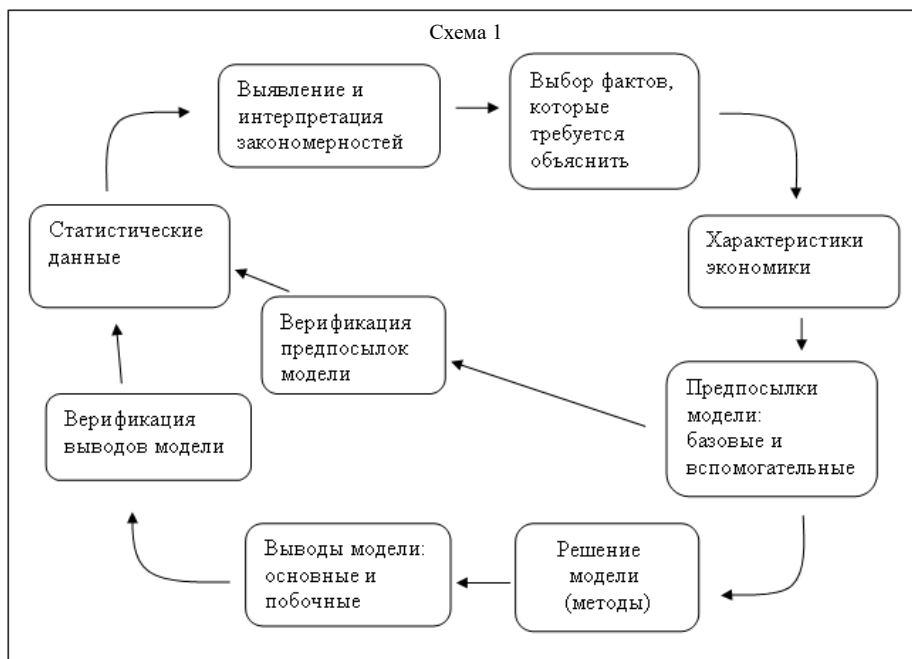 Схема 1
Выявление и
интерпретация
закономерностей
Выбор фактов,
которые
требуется
объяснить
Статистические
данные
Характеристики
экономики
Верификация
предпосылок
модели
Предпосылки
модели:
базовые и
вспомогательные
Верификация
выводов модели
Выводы модели:
основные и
побочные
Решение
модели
(методы)